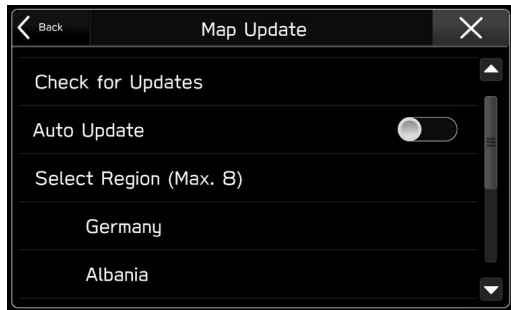 Back
Map Update
Check for Updates
Auto Update
Select Region (Max. 8)
Germany
Albania